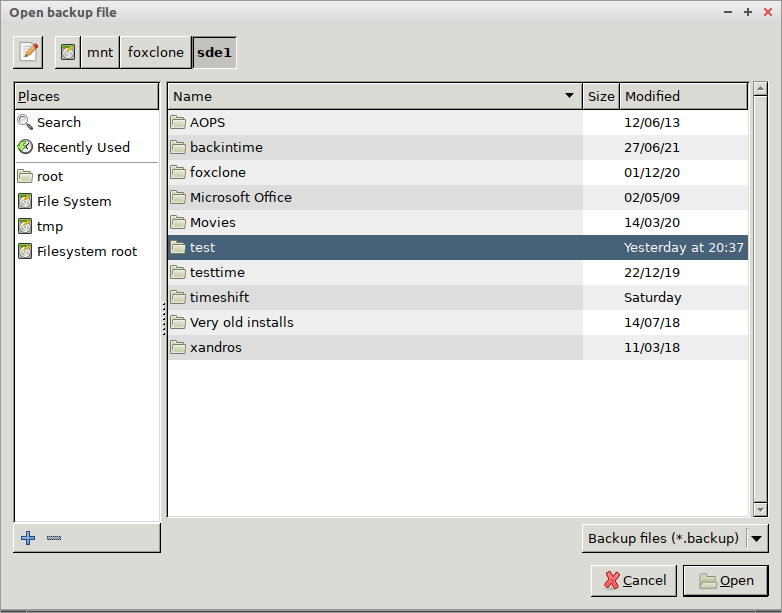 Open backup file
mnt foxclone sde1
Places
Search
Recently Used
root
File System
tmp
Filesystem root
Name Size Modified
AOPS 12/06/13
backintime 27/06/21
foxclone 01/12/20
Microsoft Office 02/05/09
Movies 14/03/20
test Yesterday at 20:37
testtime 22/12/19
timeshift Saturday
Very old installs 14/07/18
xandros 11/03/18
Backup files (*.backup)
Cancel Open